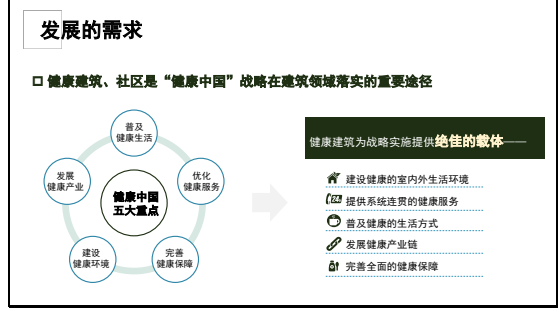 发展的需求
健康建筑、社区是“健康中国”战略在建筑领域落实的重要途径
普及
健康生活
发展
健康产业
优化
健康服务
健康中国
五大重点
建设
健康环境
完善
健康保障
健康建筑为战略实施提供绝佳的载体——
建设健康的室内外生活环境
提供系统连贯的健康服务
普及健康的生活方式
发展健康产业链
完善全面的健康保障